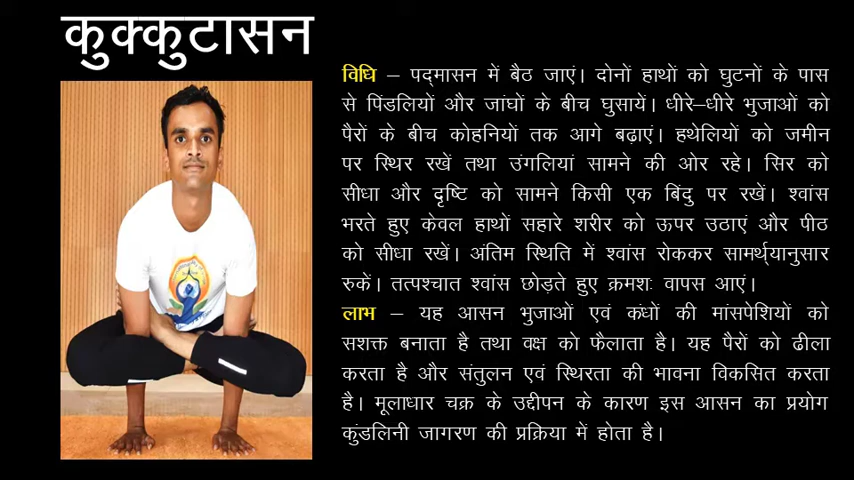 कुक्कुटासन
विधि – पद्मासन में बैठ जाएं। दोनों हाथों को घुटनों के पास
से पिंडलियों और जांघों के बीच घुसायें। धीरे–धीरे भुजाओं को
पैरों के बीच कोहनियों तक आगे बढ़ाएं। हथेलियों को जमीन
पर स्थिर रखें तथा उंगलियां सामने की ओर रहे। सिर को
सीधा और दृष्टि को सामने किसी एक बिंदु पर रखें। श्वांस
भरते हुए केवल हाथों सहारे शरीर को ऊपर उठाएं और पीठ
को सीधा रखें। अंतिम स्थिति में श्वांस रोककर सामर्थ्यानुसार
रुकें। तत्पश्चात श्वांस छोड़ते हुए क्रमशः वापस आएं।
लाभ – यह आसन भुजाओं एवं कंधों की मांसपेशियों को
सशक्त बनाता है तथा वक्ष को फैलाता है। यह पैरों को ढीला
करता है और संतुलन एवं स्थिरता की भावना विकसित करता
है। मूलाधार चक्र के उद्दीपन के कारण इस आसन का प्रयोग
कुंडलिनी जागरण की प्रक्रिया में होता है।